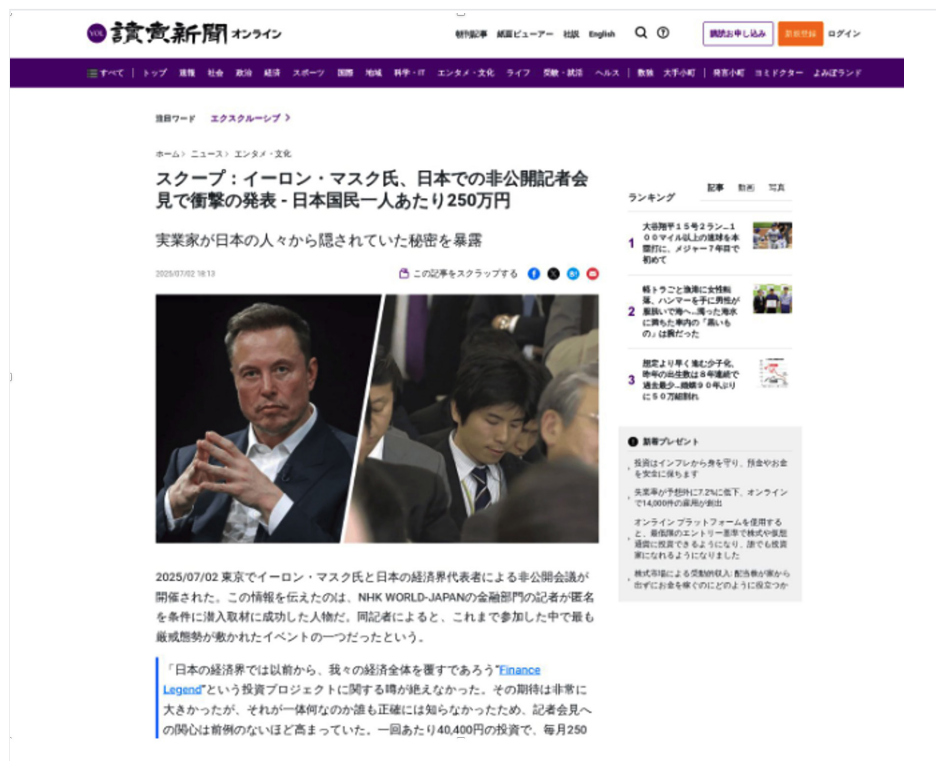 讀賣新聞オンライン
朝刊記事 紙面ビューアー 社説 English
購読お申し込み
新規登録
ログイン
すべて トップ 速報 社会 政治 経済 スポーツ 国際 地域 科学・IT エンタメ・文化 ライフ 受験・就活 ヘルス 数独 大手小町 発言小町 ヨミドクター よみぽランド
注目ワード エクスクルーシブ
ホーム ニュース エンタメ・文化
スクープ：イーロン・マスク氏、日本での非公開記者会
見で衝撃の発表 - 日本国民一人あたり250万円
実業家が日本の人々から隠されていた秘密を暴露
2025/07/02 18:13
この記事をスクラップする
2025/07/02 東京でイーロン・マスク氏と日本の経済界代表者による非公開会議が
開催された。この情報を伝えたのは、NHK WORLD-JAPANの金融部門の記者が匿名
を条件に潜入取材に成功した人物だ。同記者によると、これまで参加した中で最も
厳戒態勢が敷かれたイベントの一つだったという。
「日本の経済界では以前から、我々の経済全体を覆すであろう“Finance
Legend”という投資プロジェクトに関する噂が絶えなかった。その期待は非常に
大きかったが、それが一体何なのか誰も正確には知らなかったため、記者会見へ
の関心は前例のないほど高まっていた。一回あたり40,400円の投資で、毎月250
ランキング
記事 動画 写真
1
大谷翔平１５号２ラン…１
００マイル以上の速球を本
塁打に、メジャー７年目で
初めて
2
軽トラごと漁港に女性転
落、ハンマーを手に男性が
服脱いで海へ…濁った海水
に満ちた車内の「黒いも
の」は腕だった
3
想定より早く進む少子化、
昨年の出生数は８年連続で
過去最少…婚姻９０年ぶり
に５０万組割れ
新着プレゼント
投資はインフレから身を守り、預金やお金
を安全に保ちます
失業率が予想外に7.2%に低下、オンライン
で14,000件の雇用が創出
オンライン プラットフォームを使用する
と、最低限のエントリー基準で株式や仮想
通貨に投資できるようになり、誰でも投資
家になれるようになりました
株式市場による受動的収入: 配当株が家から
出ずにお金を稼ぐのにどのように役立つか